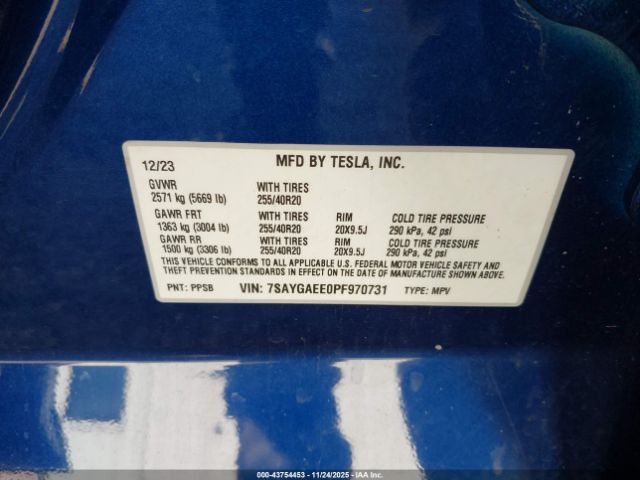 12/23 MFD BY TESLA, INC.
GVWR WITH TIRES
2571 kg (5669 lb) 255/40R20
GAWR FRT WITH TIRES RIM COLD TIRE PRESSURE
1363 kg (3004 lb) 255/40R20 20X9.5J 290 kPa, 42 psi
GAWR RR WITH TIRES RIM COLD TIRE PRESSURE
1500 kg (3306 lb) 255/40R20 20X9.5J 290 kPa, 42 psi
THIS VEHICLE CONFORMS TO ALL APPLICABLE U.S. FEDERAL MOTOR VEHICLE SAFETY AND
THEFT PREVENTION STANDARDS IN EFFECT ON THE DATE OF MANUFACTURE SHOWN ABOVE.
PNT: PPSB VIN: 7SAYGAEE0PF970731 TYPE: MPV
000-43754453 - 11/24/2025 - IAA Inc.